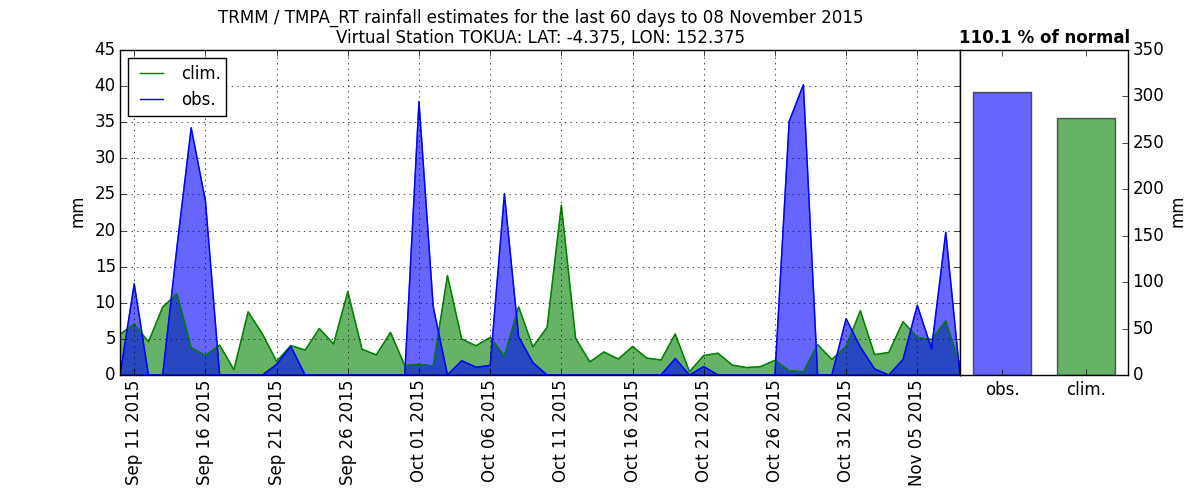 TRMM / TMPA_RT rainfall estimates for the last 60 days to 08 November 2015
Virtual Station TOKUA: LAT: -4.375, LON: 152.375
110.1 % of normal
clim.
obs.
mm
45
40
35
30
25
20
15
10
5
0
Sep 11 2015
Sep 16 2015
Sep 21 2015
Sep 26 2015
Oct 01 2015
Oct 06 2015
Oct 11 2015
Oct 16 2015
Oct 21 2015
Oct 26 2015
Oct 31 2015
Nov 05 2015
350
300
250
200
150
100
50
0
mm
obs.
clim.